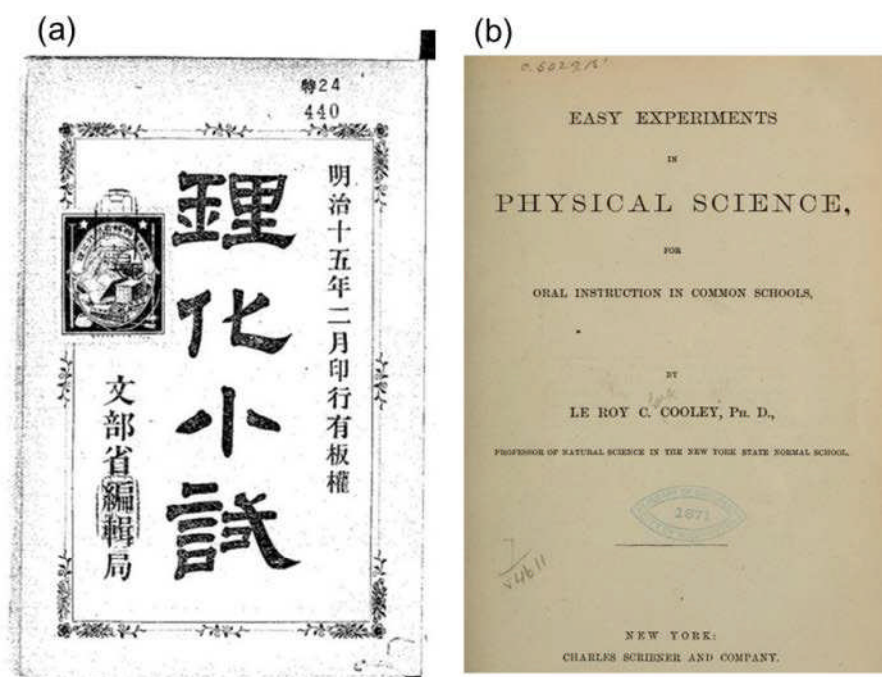 (a)
特24
440
明治十五年二月印行有板權
理化小試
文部省編輯局
(b)
EASY EXPERIMENTS
IN
PHYSICAL SCIENCE,
FOR
ORAL INSTRUCTION IN COMMON SCHOOLS,
BY
LE ROY C. COOLEY, PH. D.,
PROFESSOR OF NATURAL SCIENCE IN THE NEW YORK STATE NORMAL SCHOOL.
1871
NEW YORK:
CHARLES SCRIBNER AND COMPANY.